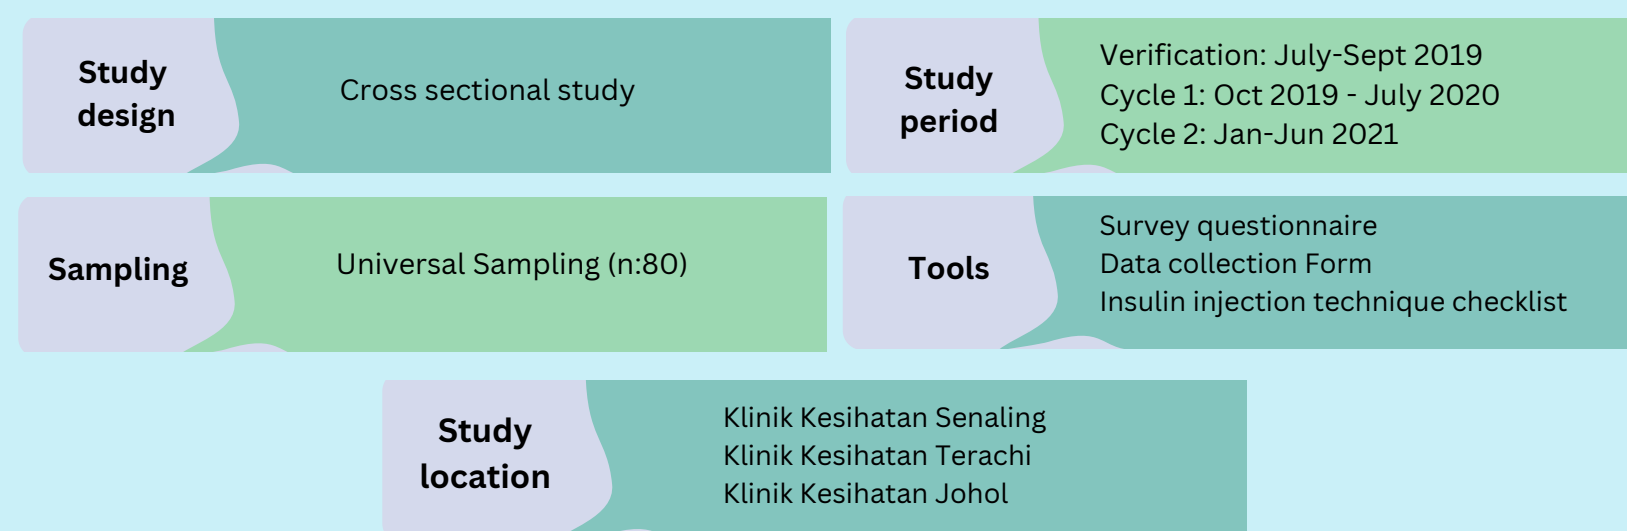 Study
design
Cross sectional study
Study
period
Verification: July-Sept 2019
Cycle 1: Oct 2019 - July 2020
Cycle 2: Jan-Jun 2021
Sampling
Universal Sampling (n:80)
Tools
Survey questionnaire
Data collection Form
Insulin injection technique checklist
Study
location
Klinik Kesihatan Senaling
Klinik Kesihatan Terachi
Klinik Kesihatan Johol